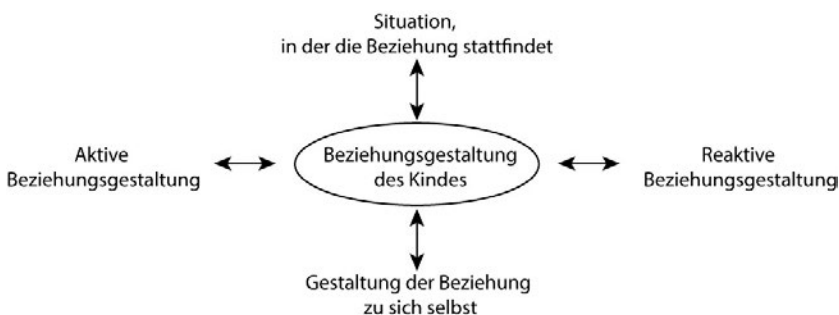 Situation,
in der die Beziehung stattfindet
Aktive
Beziehungsgestaltung
Beziehungsgestaltung
des Kindes
Reaktive
Beziehungsgestaltung
Gestaltung der Beziehung
zu sich selbst